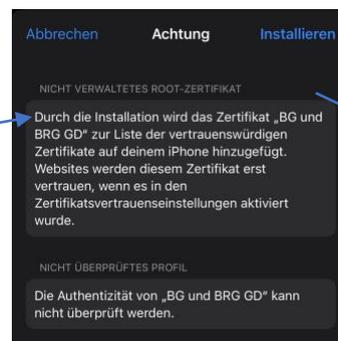 Abbrechen Achtung Installieren
NICHT VERWALTETES ROOT-ZERTIFIKAT
Durch die Installation wird das Zertifikat „BG und
BRG GD“ zur Liste der vertrauenswürdigen
Zertifikate auf deinem iPhone hinzugefügt.
Websites werden diesem Zertifikat erst
vertrauen, wenn es in den
Zertifikatsvertrauenseinstellungen aktiviert
wurde.
NICHT ÜBERPRÜFTES PROFIL
Die Authentizität von „BG und BRG GD“ kann
nicht überprüft werden.